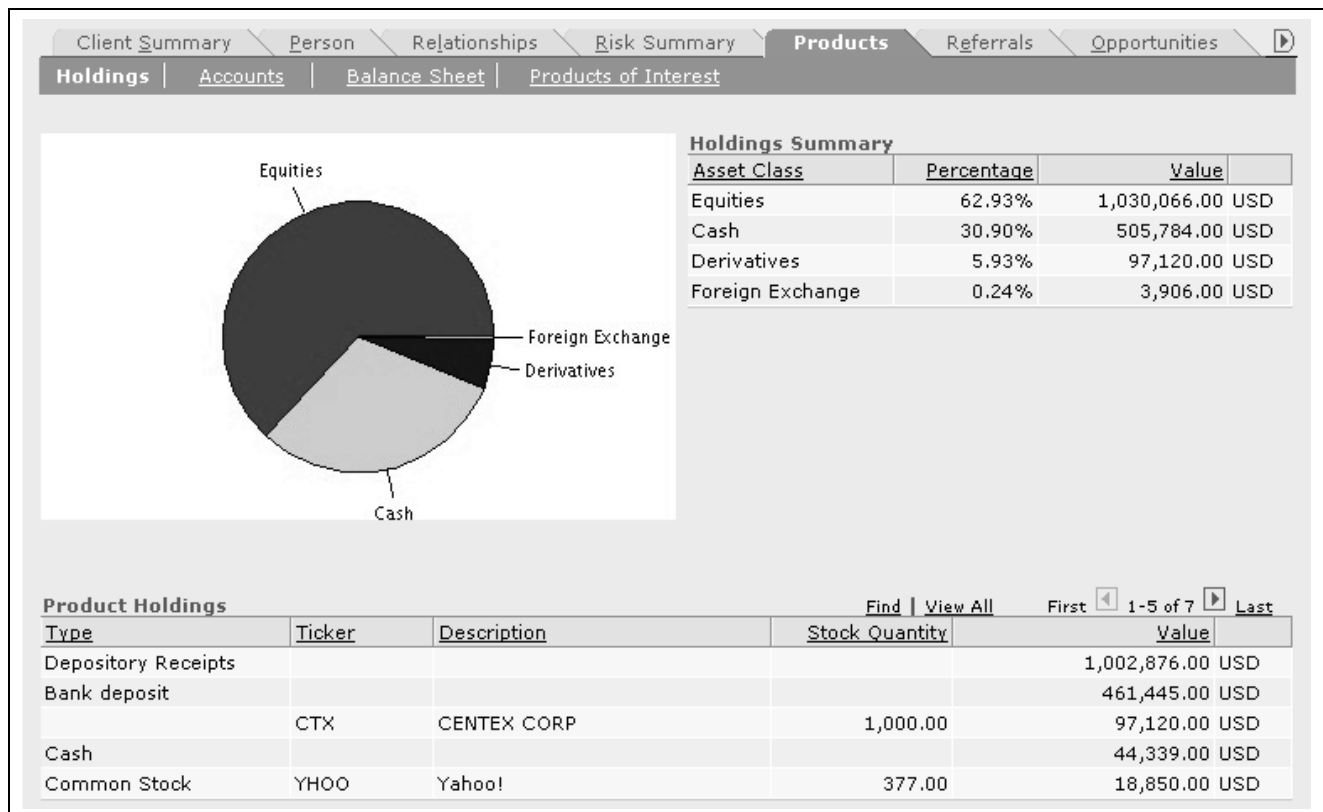 Client Summary Person Relationships Risk Summary Products Referrals Opportunities
Holdings | Accounts | Balance Sheet | Products of Interest
Equities
Foreign Exchange
Derivatives
Cash
Holdings Summary
Asset Class Percentage Value
Equities 62.93% 1,030,066.00 USD
Cash 30.90% 505,784.00 USD
Derivatives 5.93% 97,120.00 USD
Foreign Exchange 0.24% 3,906.00 USD
Product Holdings Find | View All First 1-5 of 7 Last
Type Ticker Description Stock Quantity Value
Depository Receipts 1,002,876.00 USD
Bank deposit 461,445.00 USD
CTX CENTEX CORP 1,000.00 97,120.00 USD
Cash 44,339.00 USD
Common Stock YHOO Yahoo! 377.00 18,850.00 USD